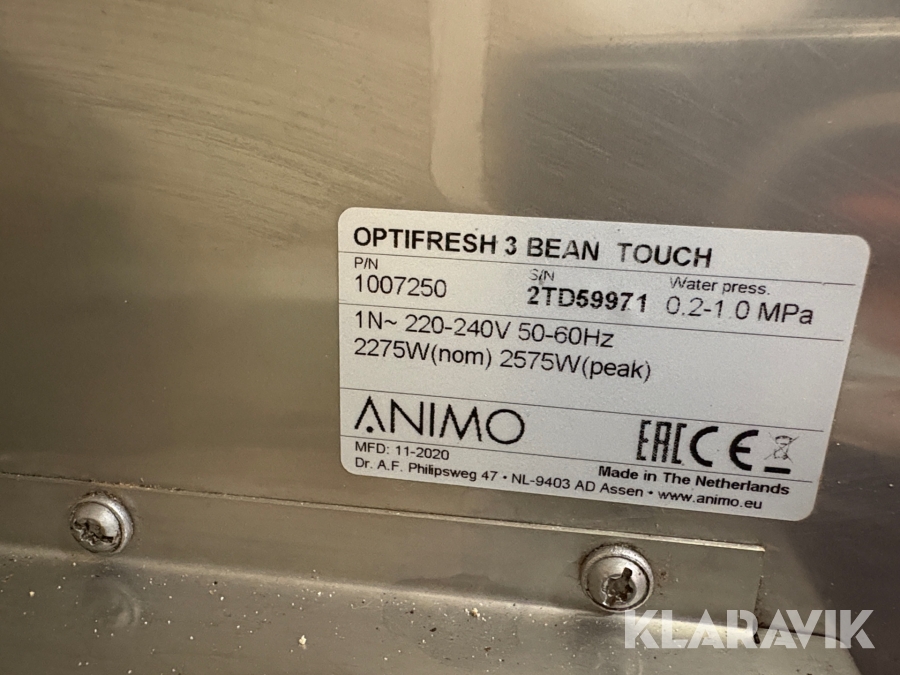 OPTIFRESH 3 BEAN TOUCH
P/N S/N Water press.
1007250 2TD59971 0.2-1.0 MPa
1N~ 220-240V 50-60Hz
2275W(nom) 2575W(peak)
ANIMO
EAC CE
MFD: 11-2020 Made in The Netherlands
Dr. A.F. Philipsweg 47 • NL-9403 AD Assen • www.animo.eu
KLARAVIK